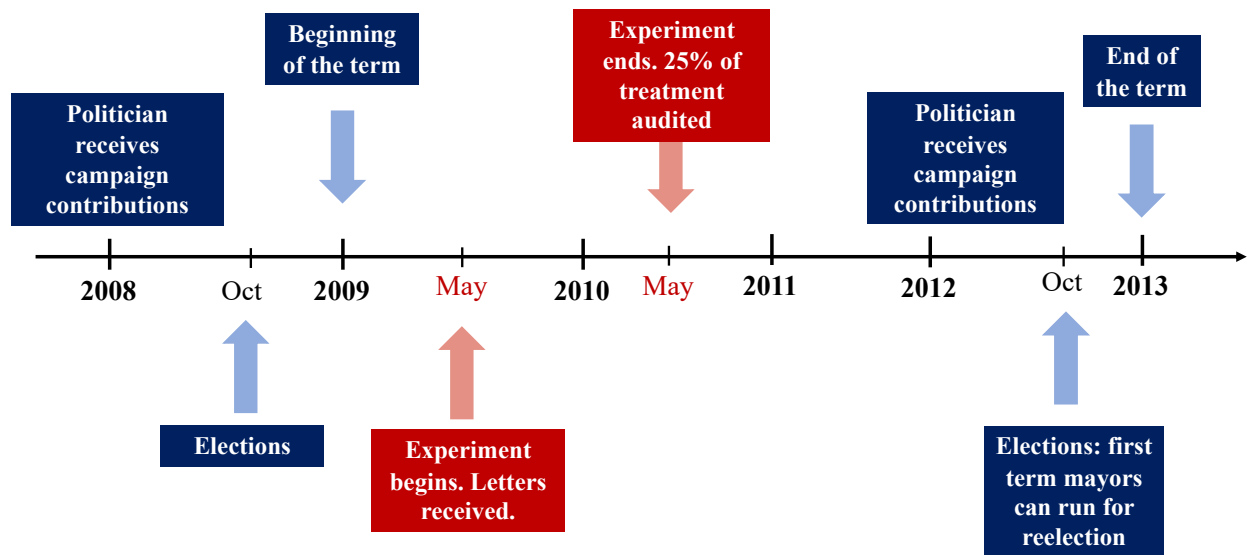 Beginning
of the term
Experiment
ends. 25% of
treatment
audited
End of
the term
Politician
receives
campaign
contributions
Politician
receives
campaign
contributions
2008
Oct
2009
May
2010
May
2011
2012
Oct
2013
Elections
Experiment
begins. Letters
received.
Elections: first
term mayors
can run for
reelection